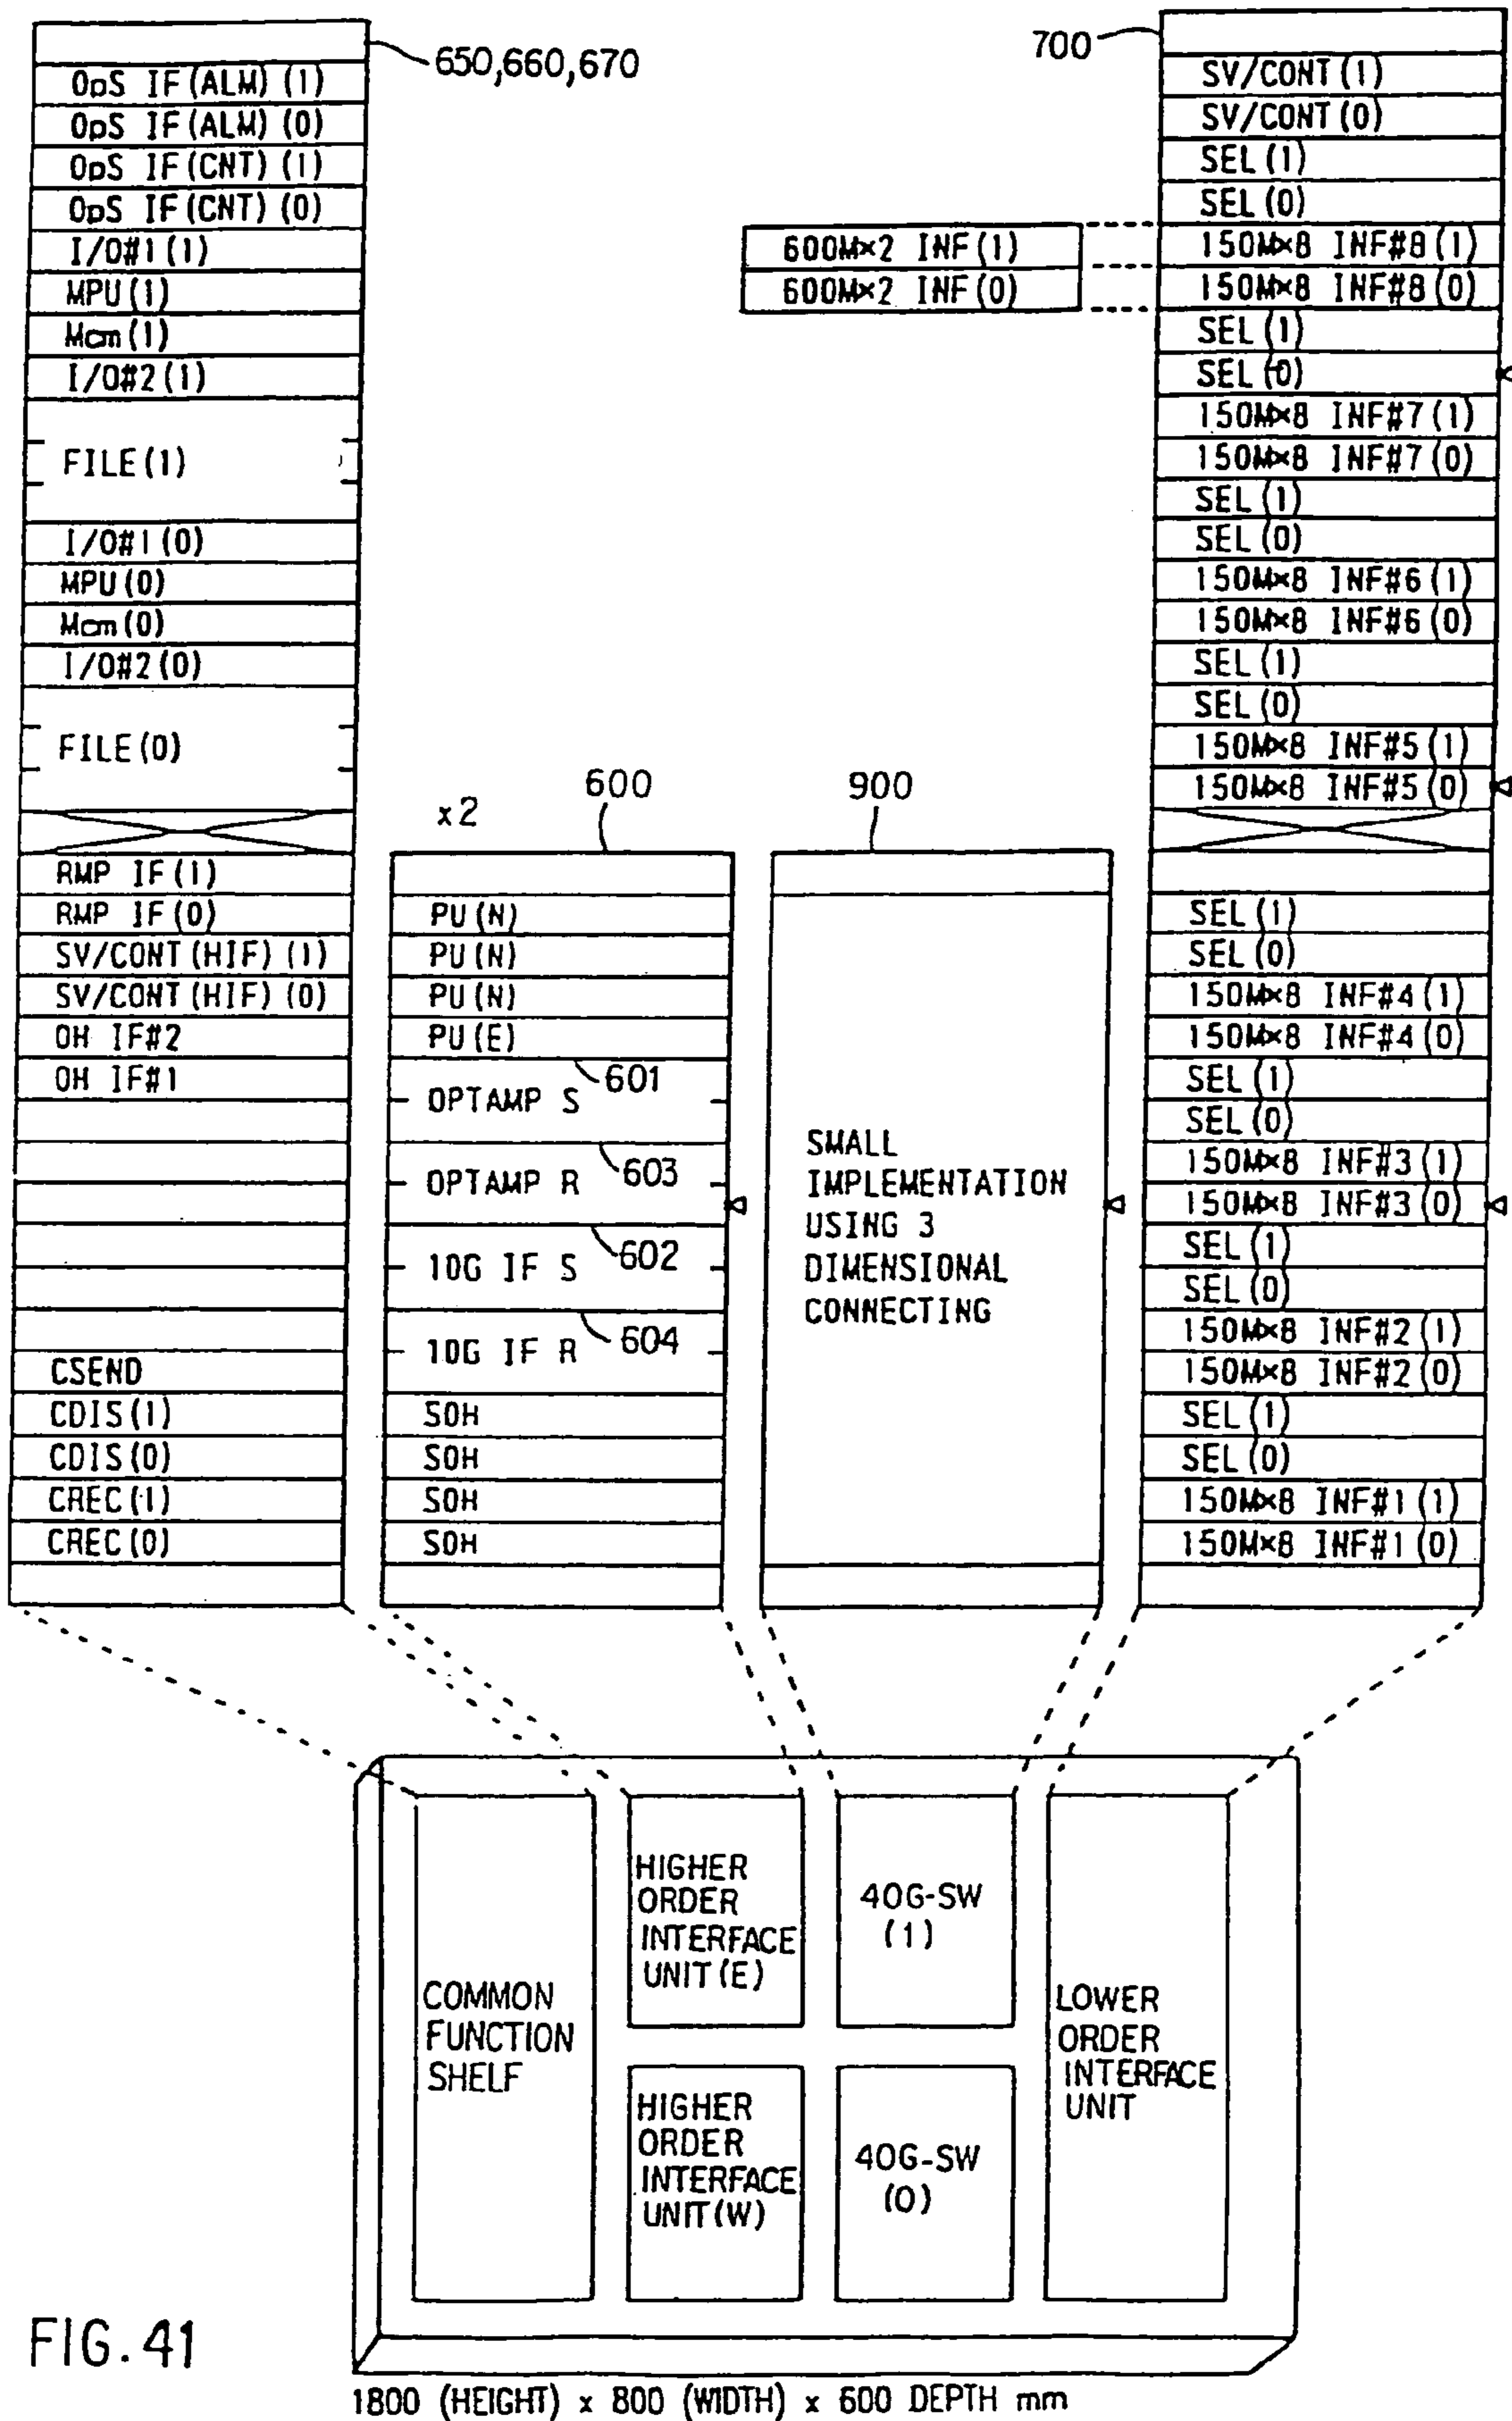 650,660,670
OpS IF(ALM) (1)
OpS IF(ALM) (0)
OpS IF(CNT) (1)
OpS IF(CNT) (0)
I/O#1(1)
MPU(1)
Mem(1)
I/O#2(1)
FILE(1)
I/O#1(0)
MPU(0)
Mem(0)
I/O#2(0)
FILE(0)
RMP IF(1)
RMP IF(0)
SV/CONT(HIF) (1)
SV/CONT(HIF) (0)
OH IF#2
OH IF#1
CSEND
CDIS(1)
CDIS(0)
CREC(1)
CREC(0)
x2
600
PU(N)
PU(N)
PU(N)
PU(E)
601
OPTAMP S
603
OPTAMP R
602
10G IF S
604
10G IF R
SOH
SOH
SOH
SOH
900
SMALL
IMPLEMENTATION
USING 3
DIMENSIONAL
CONNECTING
600M×2 INF(1)
600M×2 INF(0)
700
SV/CONT(1)
SV/CONT(0)
SEL(1)
SEL(0)
150M×8 INF#8(1)
150M×8 INF#8(0)
SEL(1)
SEL(0)
150M×8 INF#7(1)
150M×8 INF#7(0)
SEL(1)
SEL(0)
150M×8 INF#6(1)
150M×8 INF#6(0)
SEL(1)
SEL(0)
150M×8 INF#5(1)
150M×8 INF#5(0)
SEL(1)
SEL(0)
150M×8 INF#4(1)
150M×8 INF#4(0)
SEL(1)
SEL(0)
150M×8 INF#3(1)
150M×8 INF#3(0)
SEL(1)
SEL(0)
150M×8 INF#2(1)
150M×8 INF#2(0)
SEL(1)
SEL(0)
150M×8 INF#1(1)
150M×8 INF#1(0)
COMMON
FUNCTION
SHELF
HIGHER
ORDER
INTERFACE
UNIT(E)
HIGHER
ORDER
INTERFACE
UNIT(W)
40G-SW
(1)
40G-SW
(0)
LOWER
ORDER
INTERFACE
UNIT
FIG. 41
1800 (HEIGHT) x 800 (WIDTH) x 600 DEPTH mm